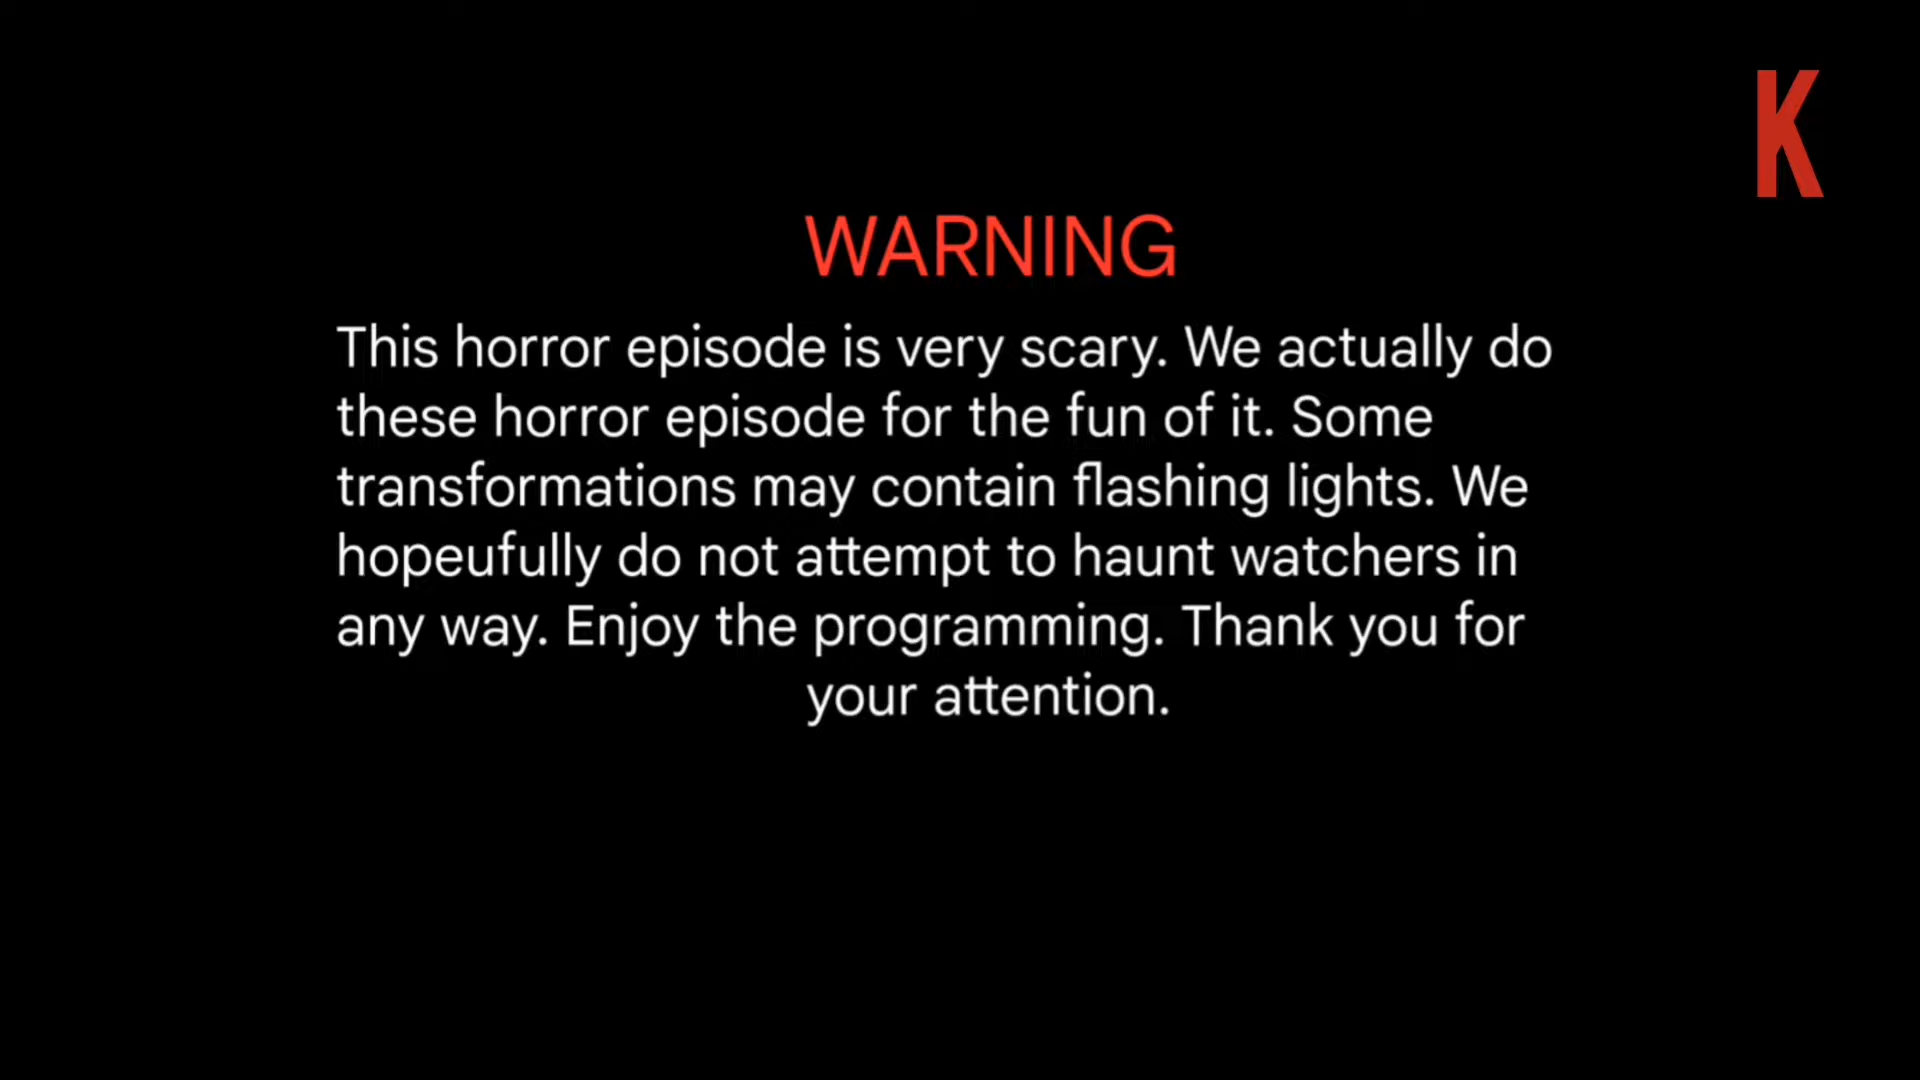 K
WARNING
This horror episode is very scary. We actually do
these horror episode for the fun of it. Some
transformations may contain flashing lights. We
hopeufully do not attempt to haunt watchers in
any way. Enjoy the programming. Thank you for
your attention.